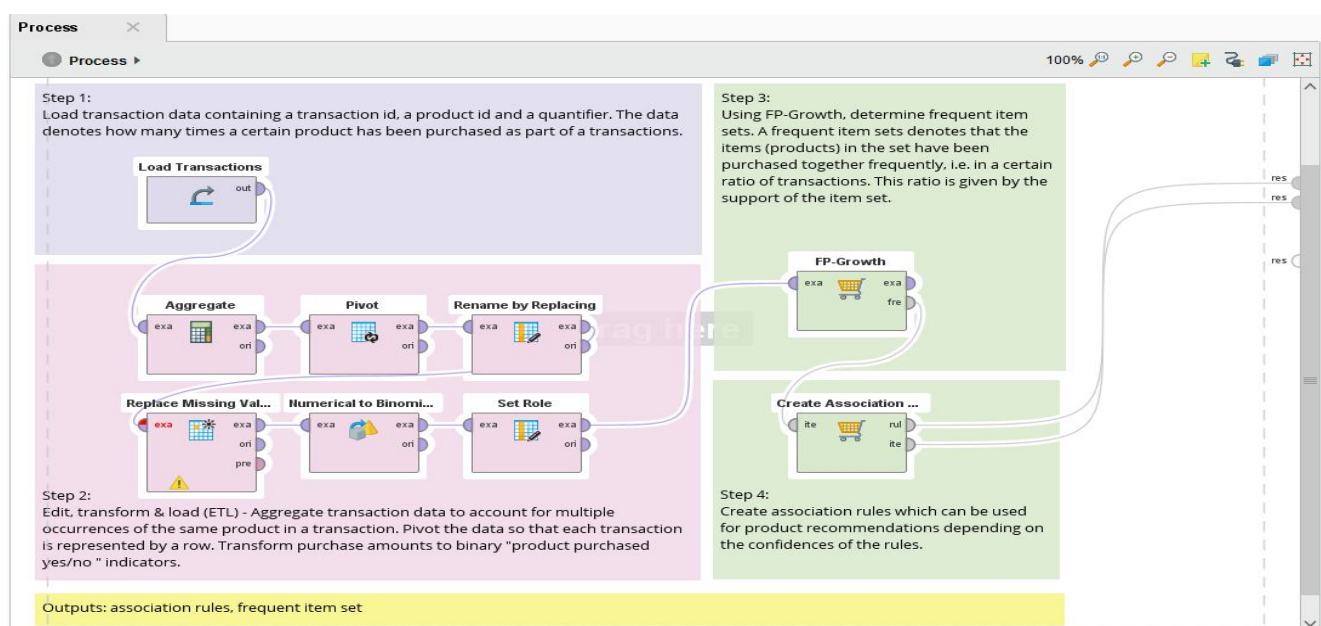 Process
Process
100%
Step 1:
Load transaction data containing a transaction id, a product id and a quantifier. The data
denotes how many times a certain product has been purchased as part of a transactions.
Load Transactions
out
Step 3:
Using FP-Growth, determine frequent item
sets. A frequent item sets denotes that the
items (products) in the set have been
purchased together frequently, i.e. in a certain
ratio of transactions. This ratio is given by the
support of the item set.
res
res
res
FP-Growth
exa exa
fre
Aggregate
exa exa
ori
Pivot
exa exa
ori
Rename by Replacing
exa exa
ori
rag here
Replace Missing Val...
exa exa
ori
pre
Numerical to Binomi...
exa exa
ori
Set Role
exa exa
ori
Create Association ...
ite rul
ite
Step 2:
Edit, transform & load (ETL) - Aggregate transaction data to account for multiple
occurrences of the same product in a transaction. Pivot the data so that each transaction
is represented by a row. Transform purchase amounts to binary "product purchased
yes/no " indicators.
Step 4:
Create association rules which can be used
for product recommendations depending on
the confidences of the rules.
Outputs: association rules, frequent item set